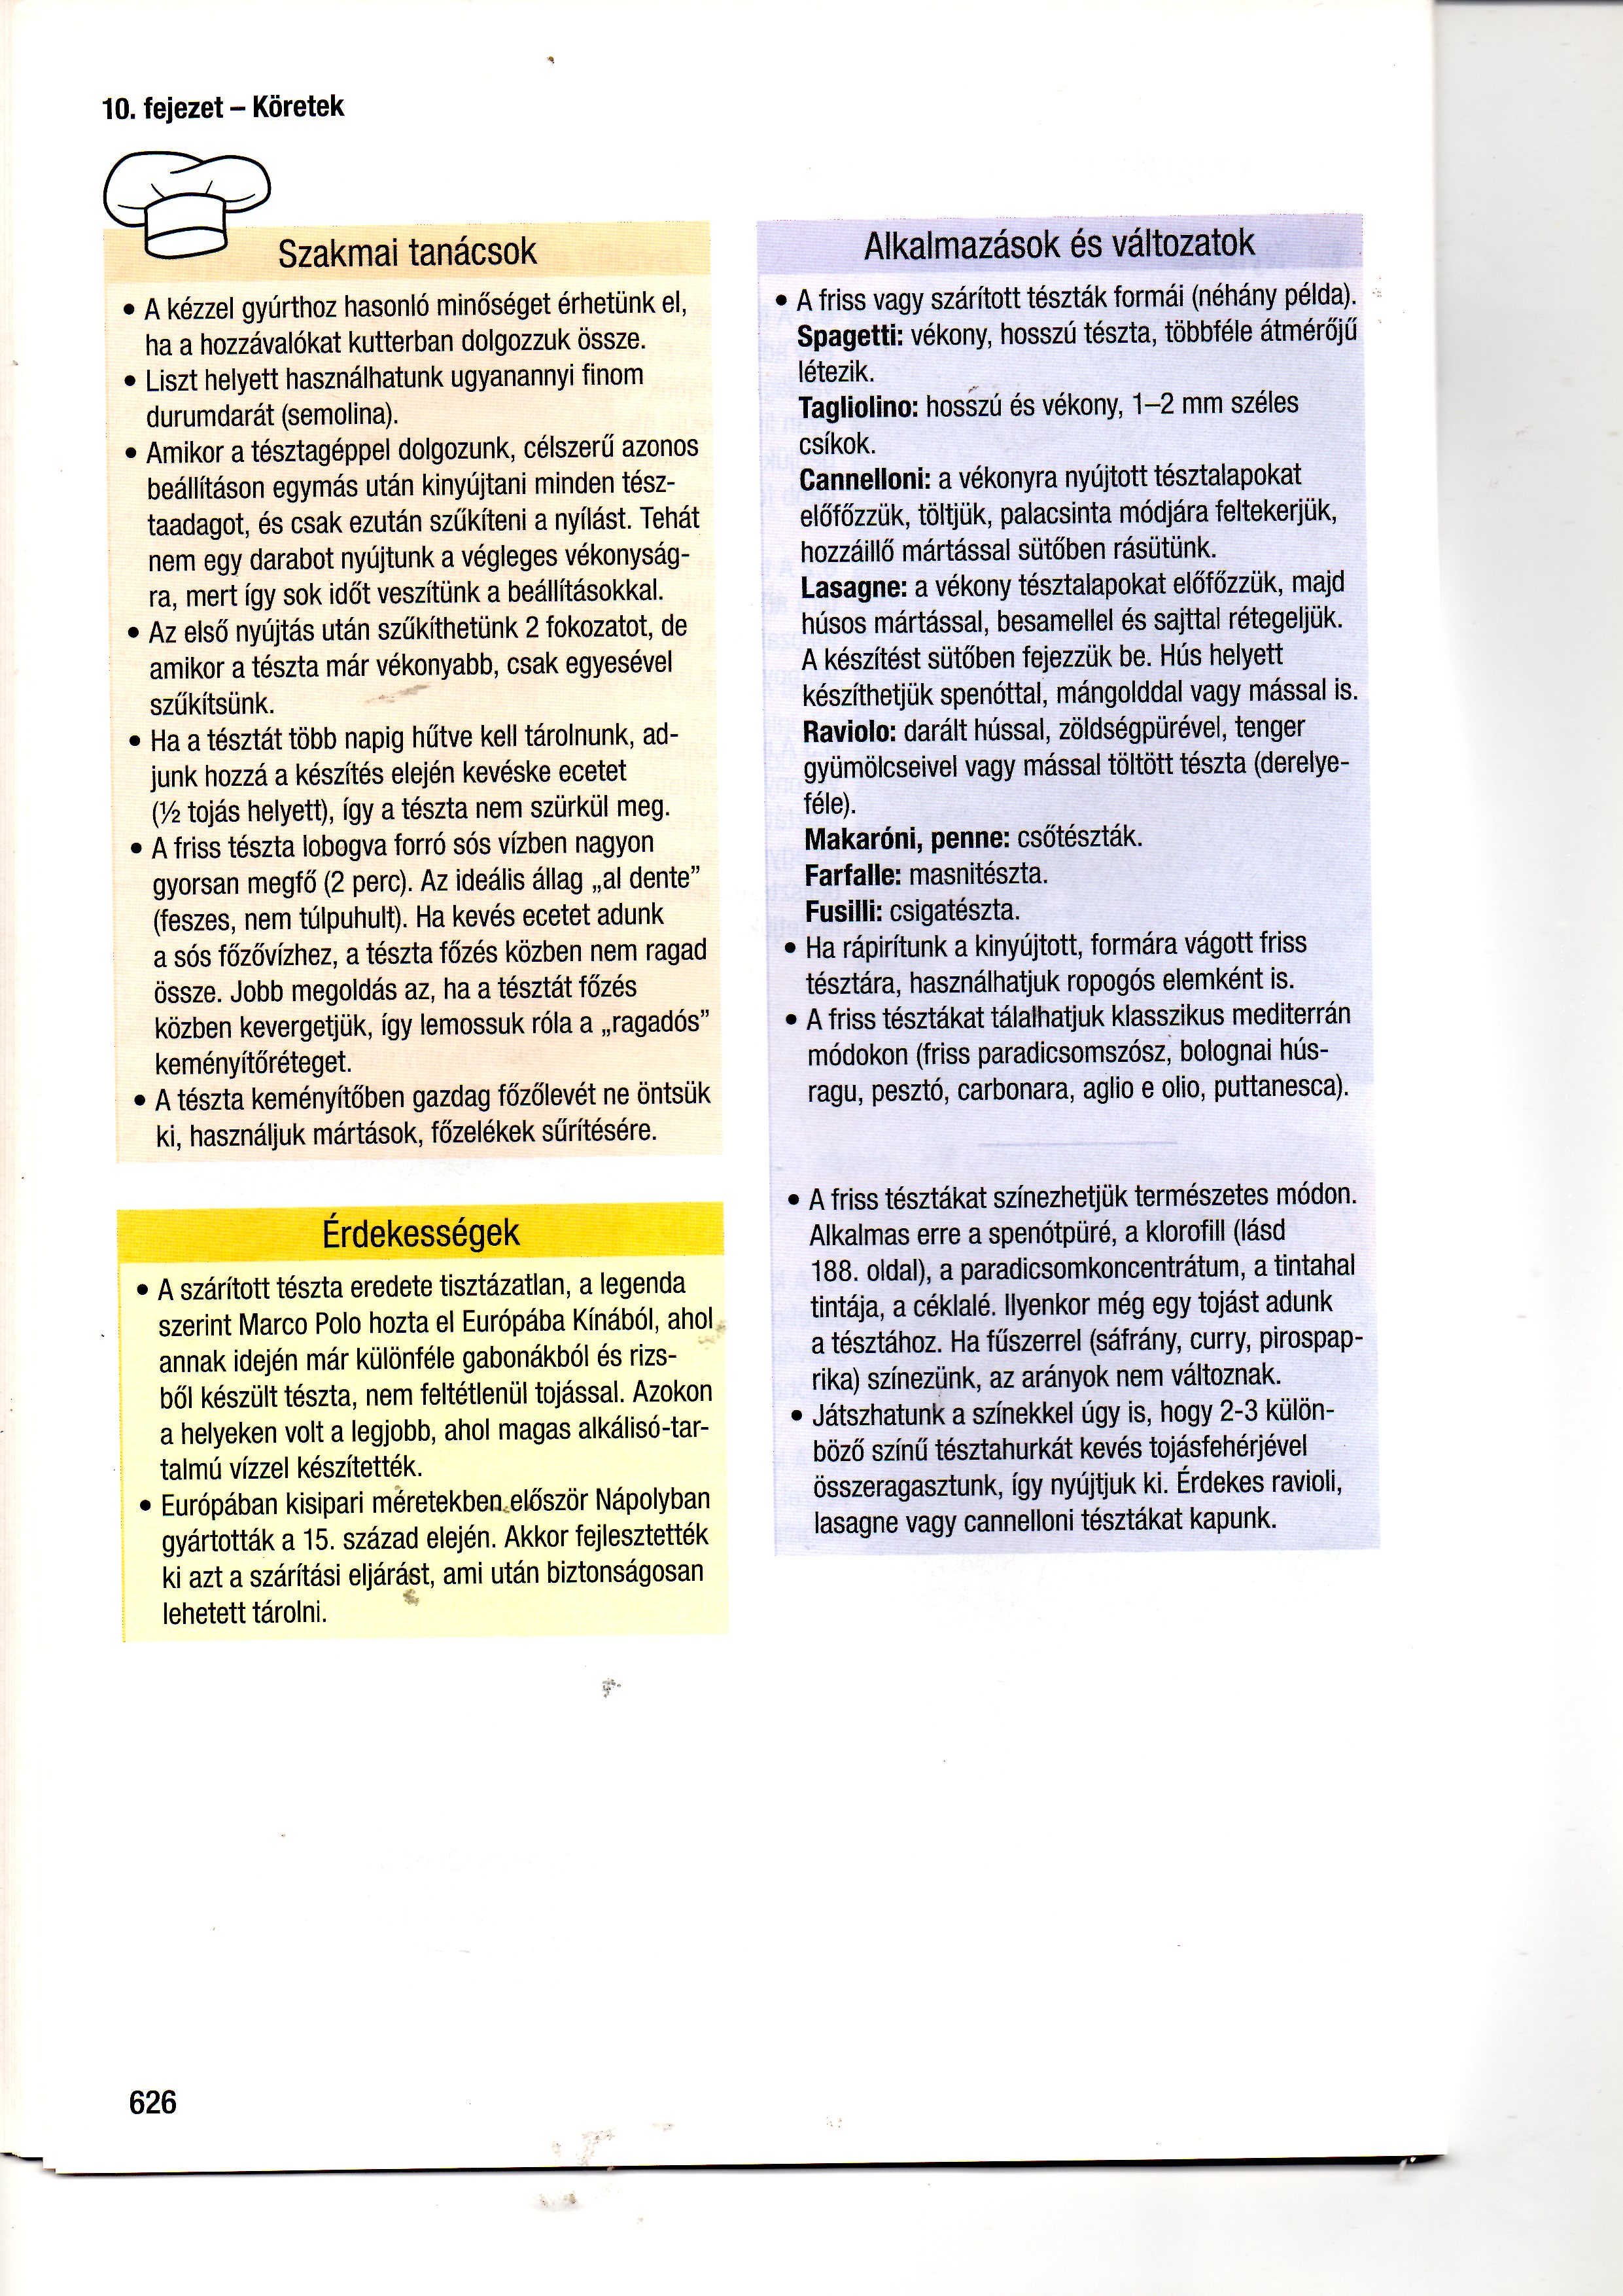 10. fejezet – Köretek
Szakmai tanácsok
• A kézzel gyúrthoz hasonló minőséget érhetünk el,
ha a hozzávalókat kutterban dolgozzuk össze.
• Liszt helyett használhatunk ugyanannyi finom
durumdarát (semolina).
• Amikor a tésztagéppel dolgozunk, célszerű azonos
beállításon egymás után kinyújtani minden tész-
taadagot, és csak ezután szűkíteni a nyílást. Tehát
nem egy darabot nyújtunk a végleges vékonyság-
ra, mert így sok időt veszítünk a beállításokkal.
• Az első nyújtás után szűkíthetünk 2 fokozatot, de
amikor a tészta már vékonyabb, csak egyesével
szűkítsünk.
• Ha a tésztát több napig hűtve kell tárolnunk, ad-
junk hozzá a készítés elején kevéske ecetet
(½ tojás helyett), így a tészta nem szürkül meg.
• A friss tészta lobogva forró sós vízben nagyon
gyorsan megfő (2 perc). Az ideális állag „al dente”
(feszes, nem túlpuhult). Ha kevés ecetet adunk
a sós főzővízhez, a tészta főzés közben nem ragad
össze. Jobb megoldás az, ha a tésztát főzés
közben kevergetjük, így lemossuk róla a „ragadós”
keményítőréteget.
• A tészta keményítőben gazdag főzőlevét ne öntsük
ki, használjuk mártások, főzelékek sűrítésére.
Érdekességek
• A szárított tészta eredete tisztázatlan, a legenda
szerint Marco Polo hozta el Európába Kínából, ahol
annak idején már különféle gabonákból és rizs-
ből készült tészta, nem feltétlenül tojással. Azokon
a helyeken volt a legjobb, ahol magas alkálisó-tar-
talmú vízzel készítették.
• Európában kisipari méretekben először Nápolyban
gyártották a 15. század elején. Akkor fejlesztették
ki azt a szárítási eljárást, ami után biztonságosan
lehetett tárolni.
Alkalmazások és változatok
• A friss vagy szárított tészták formái (néhány példa).
Spagetti: vékony, hosszú tészta, többféle átmérőjű
létezik.
Tagliolino: hosszú és vékony, 1–2 mm széles
csíkok.
Cannelloni: a vékonyra nyújtott tésztalapokat
előfőzzük, töltjük, palacsinta módjára feltekerjük,
hozzáillő mártással sütőben rásütünk.
Lasagne: a vékony tésztalapokat előfőzzük, majd
húsos mártással, besamellel és sajttal rétegeljük.
A készítést sütőben fejezzük be. Hús helyett
készíthetjük spenóttal, mángolddal vagy mással is.
Raviolo: darált hússal, zöldségpürével, tenger
gyümölcseivel vagy mással töltött tészta (derelye-
féle).
Makaróni, penne: csőtészták.
Farfalle: masnitészta.
Fusilli: csigatészta.
• Ha rápirítunk a kinyújtott, formára vágott friss
tésztára, használhatjuk ropogós elemként is.
• A friss tésztákat tálalhatjuk klasszikus mediterrán
módokon (friss paradicsomszósz, bolognai hús-
ragu, pesztó, carbonara, aglio e olio, puttanesca).
• A friss tésztákat színezhetjük természetes módon.
Alkalmas erre a spenótpüré, a klorofill (lásd
188. oldal), a paradicsomkoncentrátum, a tintahal
tintája, a céklalé. Ilyenkor még egy tojást adunk
a tésztához. Ha fűszerrel (sáfrány, curry, pirospap-
rika) színezünk, az arányok nem változnak.
• Játszhatunk a színekkel úgy is, hogy 2-3 külön-
böző színű tésztahurkát kevés tojásfehérjével
összeragasztunk, így nyújtjuk ki. Érdekes ravioli,
lasagne vagy cannelloni tésztákat kapunk.
626